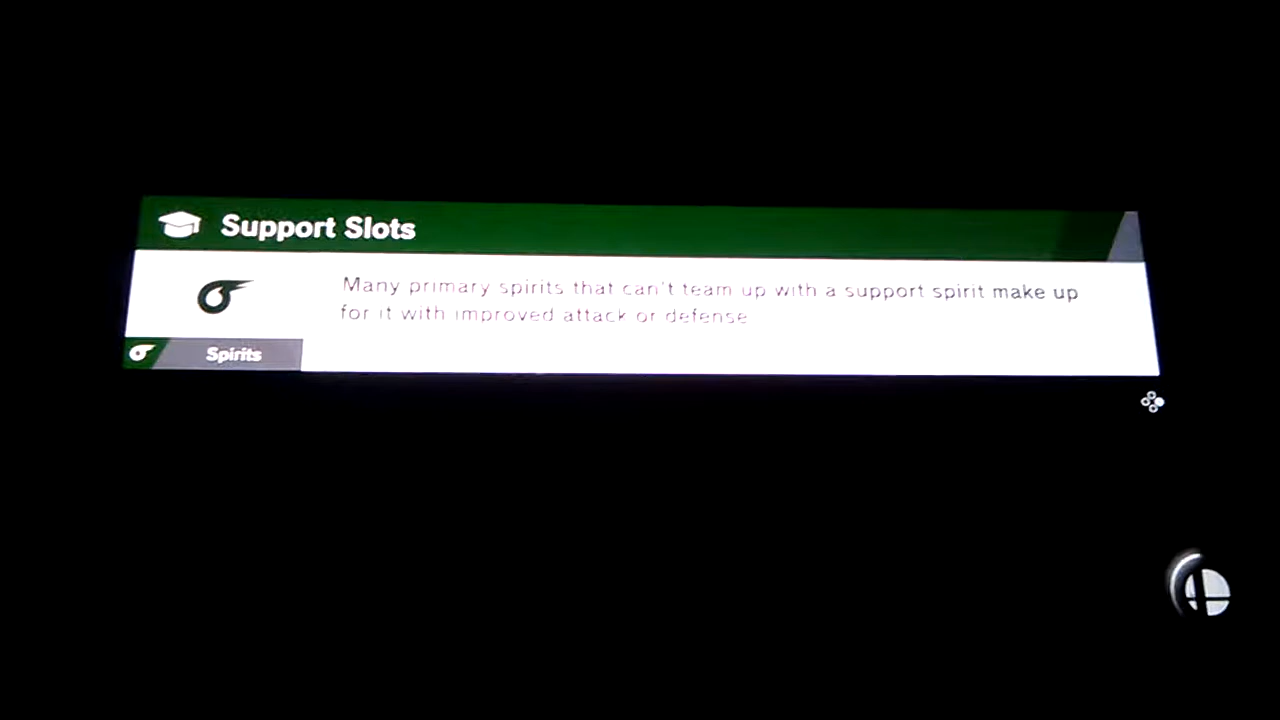 Support Slots
Many primary spirits that can't team up with a support spirit make up
for it with improved attack or defense
Spirits